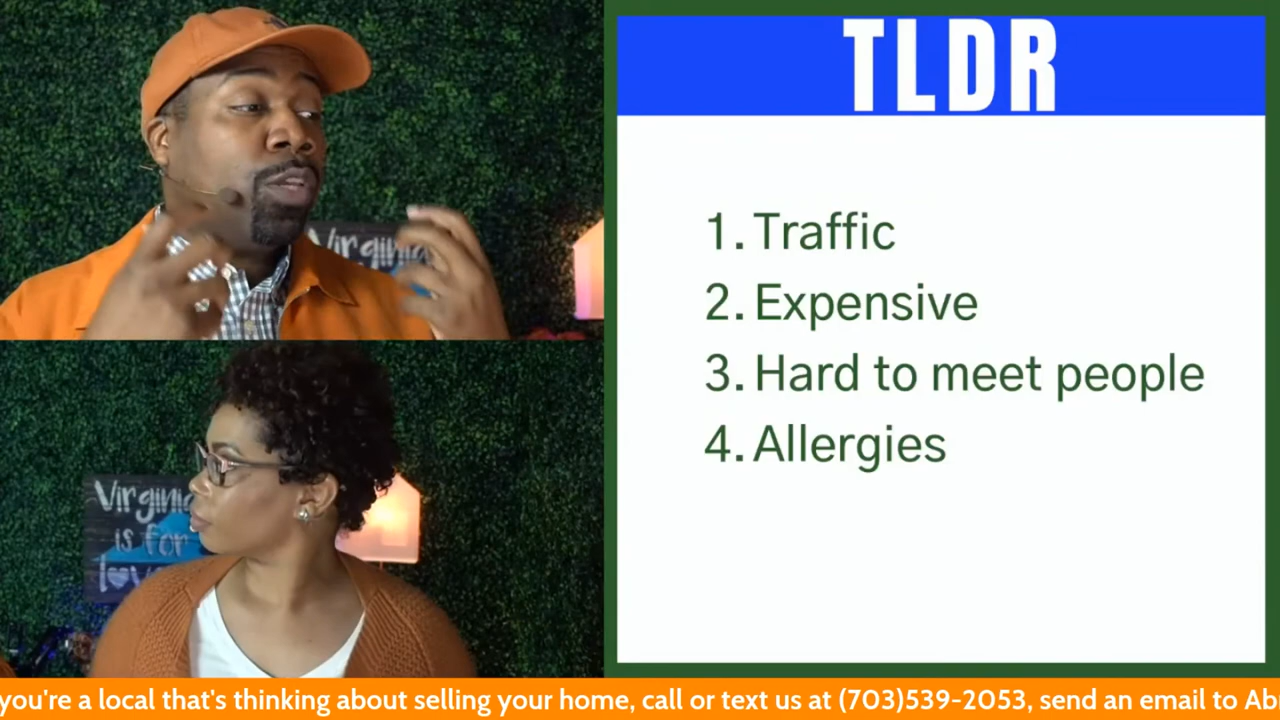 TLDR
1. Traffic
2. Expensive
3. Hard to meet people
4. Allergies
Virginia
Virginia
is for
you're a local that's thinking about selling your home, call or text us at (703)539-2053, send an email to Ab